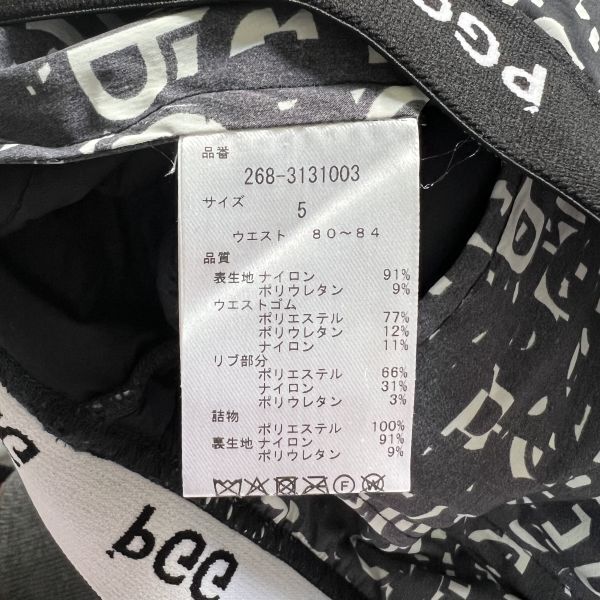 PGG
品番
268-3131003
サイズ
5
ウエスト 80～84
品質
表生地 ナイロン 91%
ポリウレタン 9%
ウエストゴム
ポリエステル 77%
ポリウレタン 12%
ナイロン 11%
リブ部分
ポリエステル 66%
ナイロン 31%
ポリウレタン 3%
詰物
ポリエステル 100%
裏生地 ナイロン 91%
ポリウレタン 9%
F W
PGG